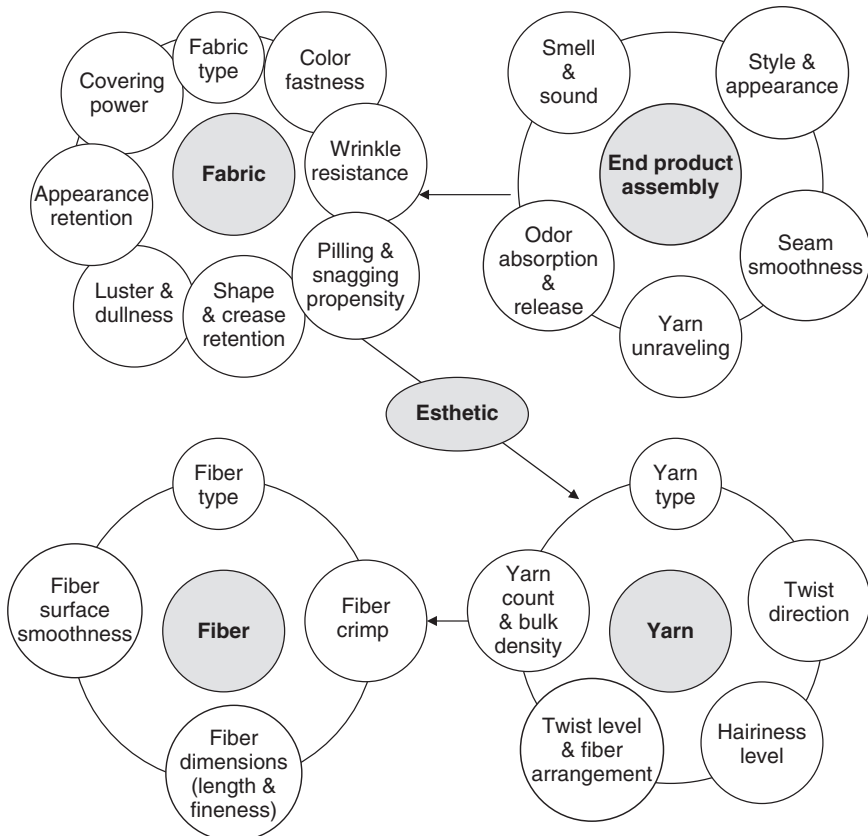 Fabric
type
Color
fastness
Covering
power
Wrinkle
resistance
Fabric
Appearance
retention
Pilling &
snagging
propensity
Luster &
dullness
Shape
& crease
retention
Smell
&
sound
Style &
appearance
End product
assembly
Odor
absorption
&
release
Seam
smoothness
Yarn
unraveling
Esthetic
Fiber
type
Fiber
surface
smoothness
Fiber
Fiber
crimp
Fiber
dimensions
(length &
fineness)
Yarn
type
Yarn
count
& bulk
density
Yarn
Twist
direction
Twist level
& fiber
arrangement
Hairiness
level